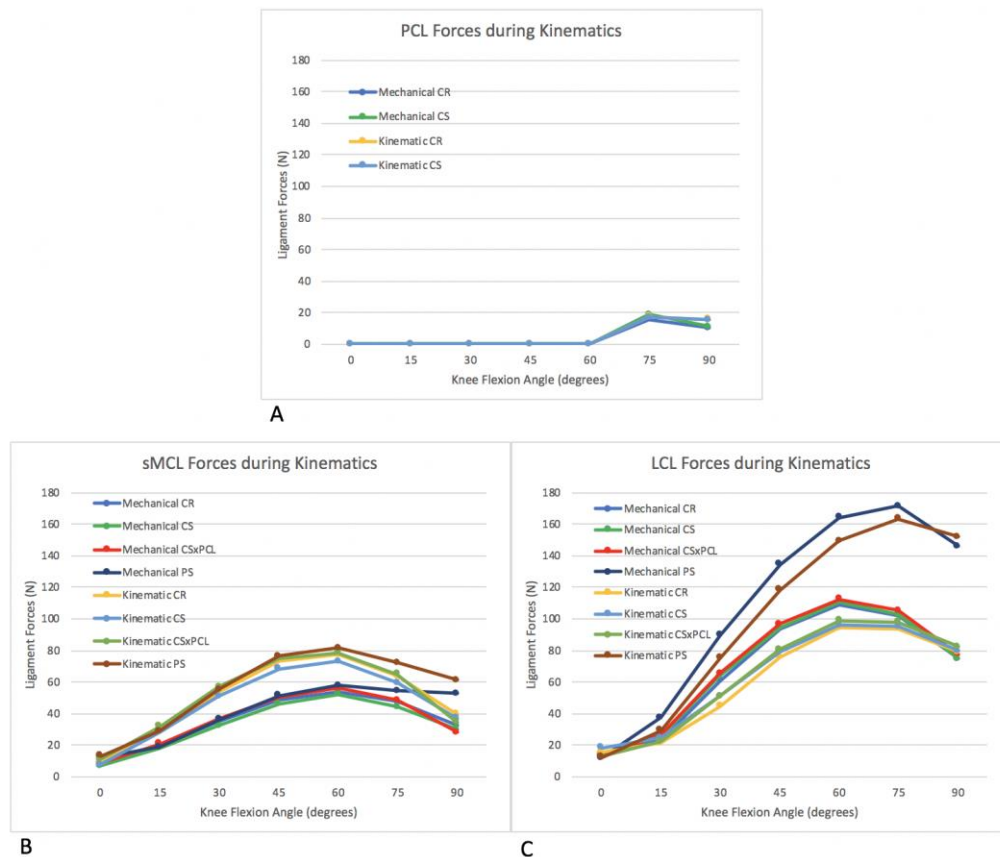 PCL Forces during Kinematics
Ligament Forces (N)
180
160
140
120
100
80
60
40
20
0
Mechanical CR
Mechanical CS
Kinematic CR
Kinematic CS
0 15 30 45 60 75 90
Knee Flexion Angle (degrees)
A
sMCL Forces during Kinematics
Ligament Forces (N)
180
160
140
120
100
80
60
40
20
0
Mechanical CR
Mechanical CS
Mechanical CSxPCL
Mechanical PS
Kinematic CR
Kinematic CS
Kinematic CSxPCL
Kinematic PS
0 15 30 45 60 75 90
Knee Flexion Angle (degrees)
B
LCL Forces during Kinematics
Ligament Forces (N)
180
160
140
120
100
80
60
40
20
0
Mechanical CR
Mechanical CS
Mechanical CSxPCL
Mechanical PS
Kinematic CR
Kinematic CS
Kinematic CSxPCL
Kinematic PS
0 15 30 45 60 75 90
Knee Flexion Angle (degrees)
C